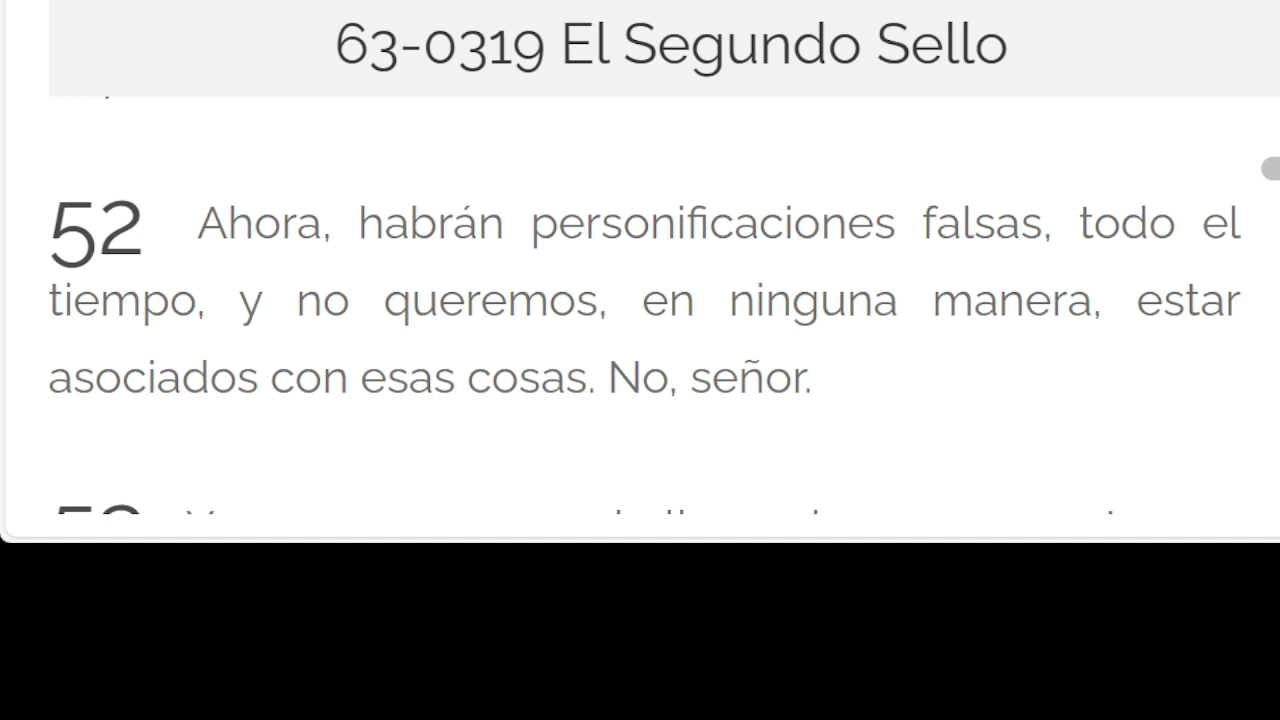 63-0319 El Segundo Sello
52 Ahora, habrán personificaciones falsas, todo el
tiempo, y no queremos, en ninguna manera, estar
asociados con esas cosas. No, señor.